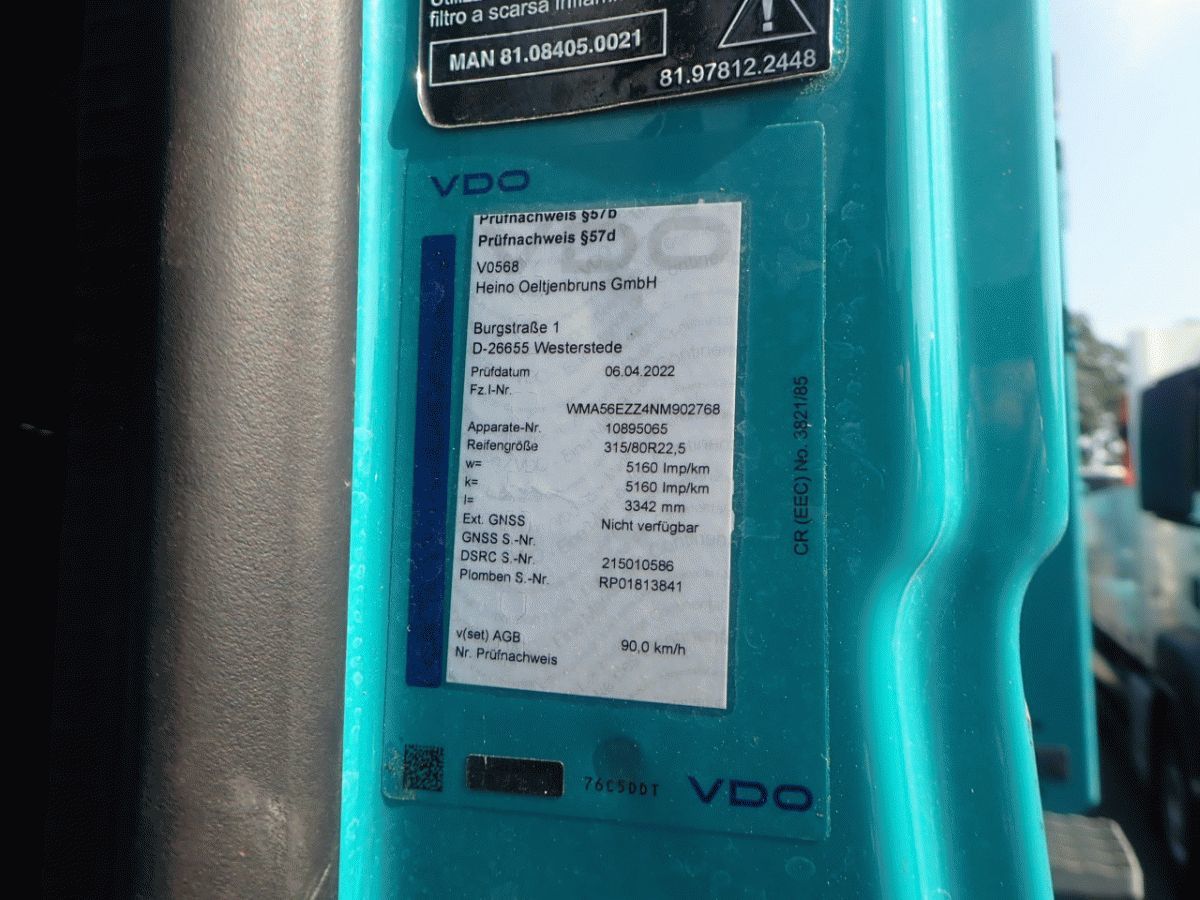 filtro a scarsa
MAN 81.08405.0021
81.97812.2448
VDO
Prüfnachweis §57b
Prüfnachweis §57d
V0568
Heino Oeltjenbruns GmbH
Burgstraße 1
D-26655 Westerstede
Prüfdatum 06.04.2022
Fz.I-Nr.
WMA56EZZ4NM902768
Apparate-Nr. 10895065
Reifengröße 315/80R22,5
w= 5160 Imp/km
k= 5160 Imp/km
l= 3342 mm
Ext. GNSS Nicht verfügbar
GNSS S.-Nr.
DSRC S.-Nr. 215010586
Plomben S.-Nr. RP01813841
v(set) AGB 90,0 km/h
Nr. Prüfnachweis
CR (EEC) No. 3821/85
76C5DDT
VDO